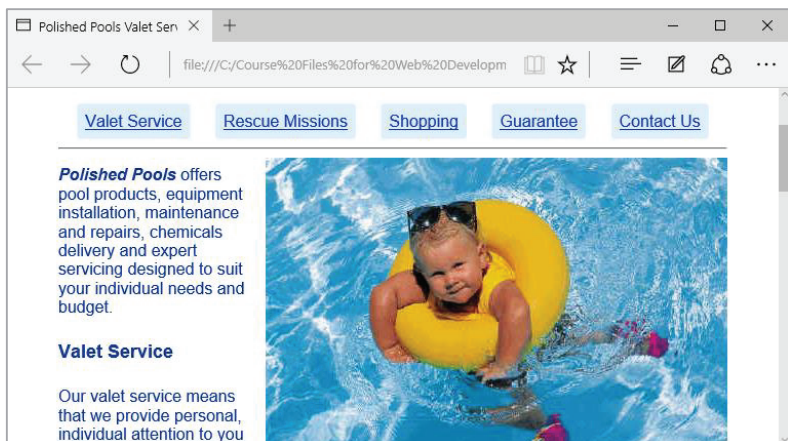 Polished Pools Valet Serv
file:///C:/Course%20Files%20for%20Web%20Developm
Valet Service
Rescue Missions
Shopping
Guarantee
Contact Us
Polished Pools offers
pool products, equipment
installation, maintenance
and repairs, chemicals
delivery and expert
servicing designed to suit
your individual needs and
budget.
Valet Service
Our valet service means
that we provide personal,
individual attention to you